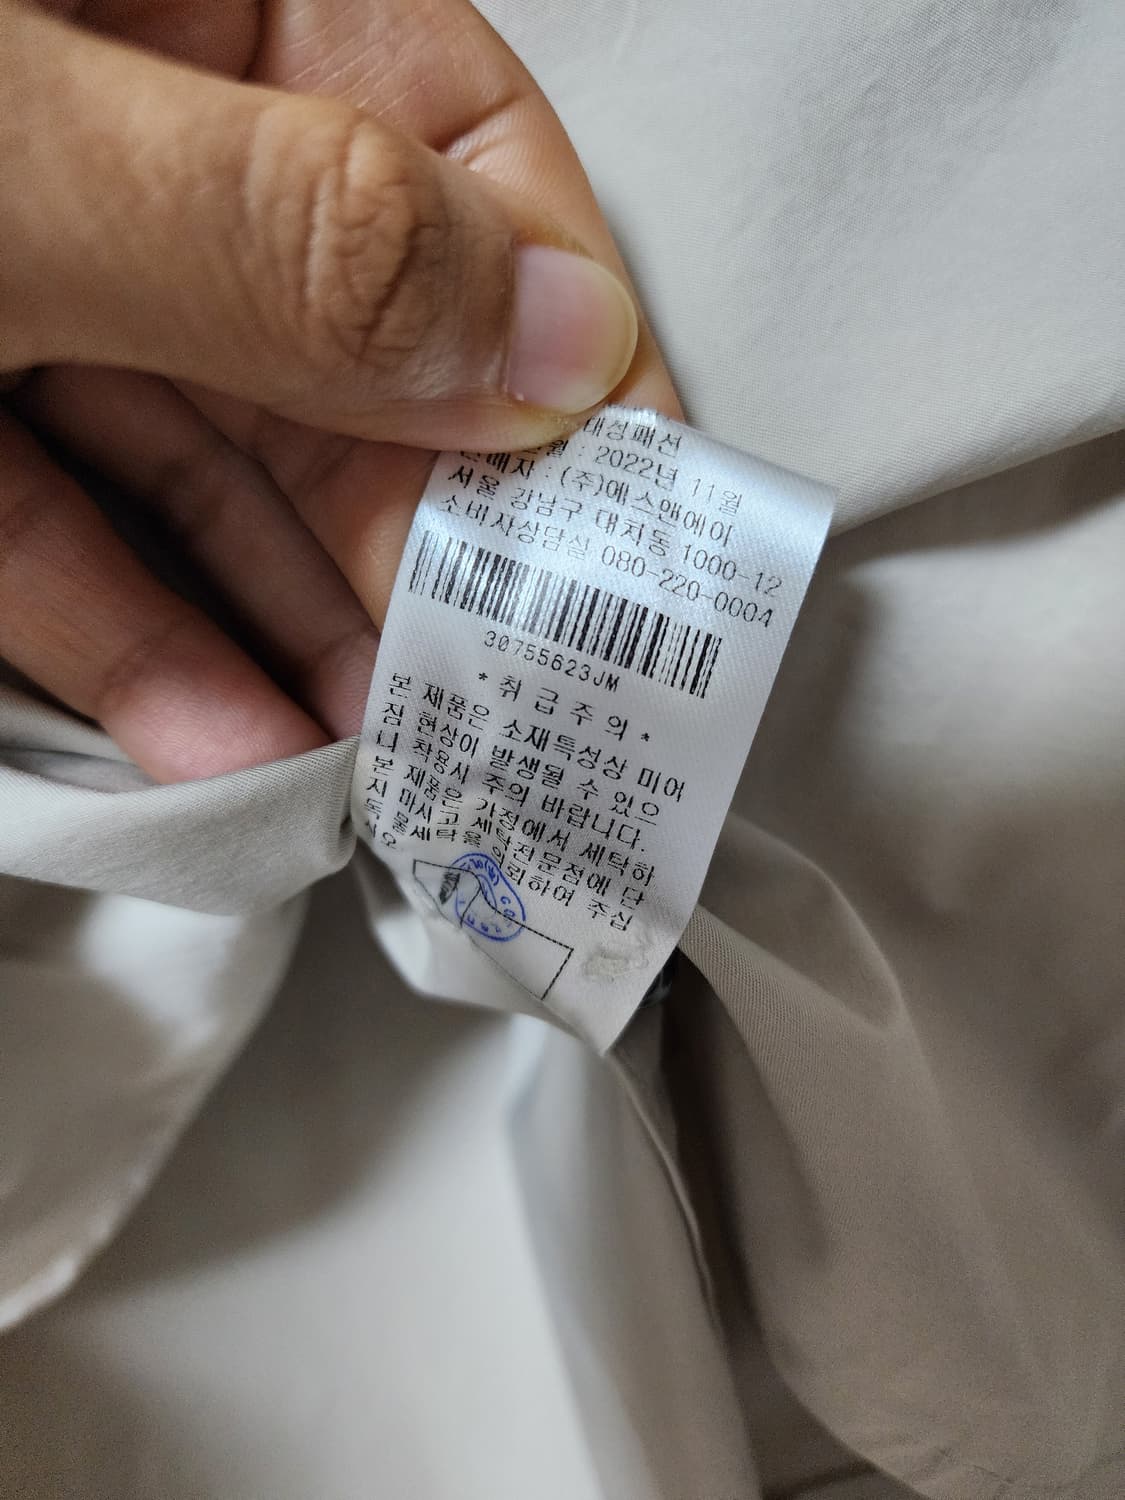 대성패션
월 : 2022년 11월
판매자 : (주)에스앤에이
서울 강남구 대치동 1000-12
소비자상담실 080-220-0004
30755623JM
* 취 급 주 의 *
본 제품은 소재특성상 미어
짐 현상이 발생될 수 있으
니 착용시 주의 바랍니다.
본 제품은 가정에서 세탁하
지 마시고 세탁전문점에 단
독 물세탁을 의뢰하여 주십
시오